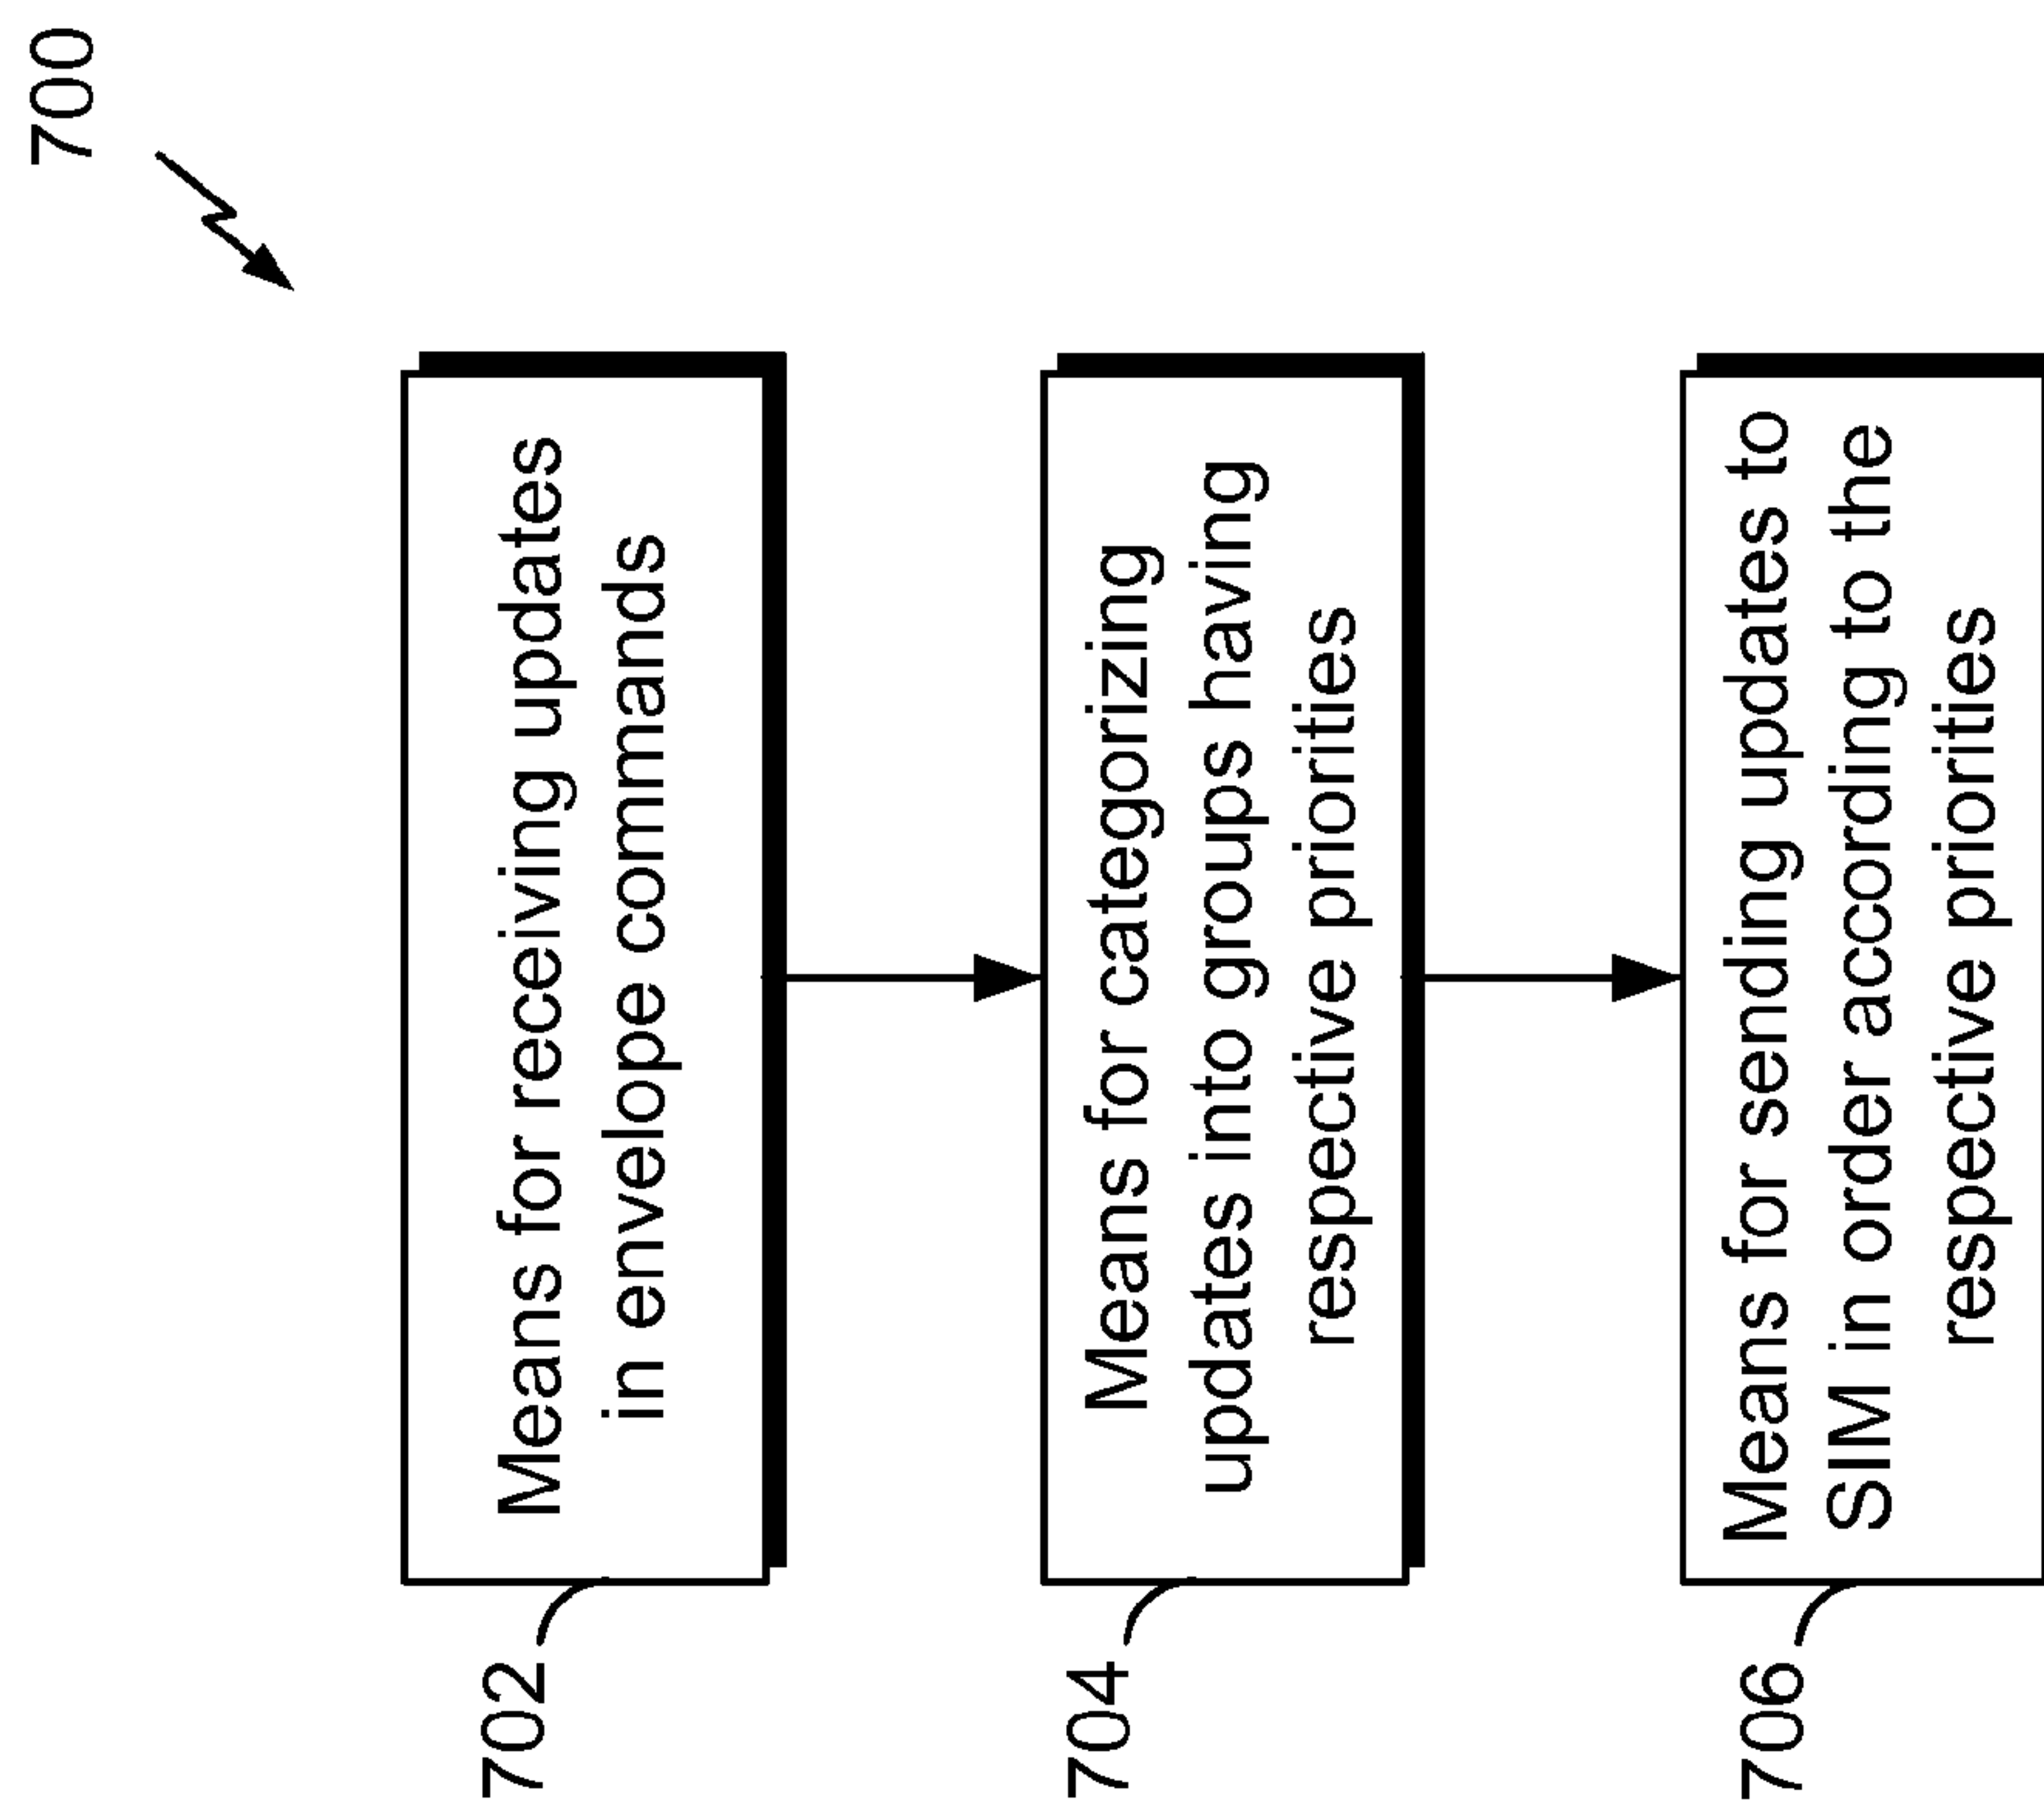 700
702
Means for receiving updates
in envelope commands
704
Means for categorizing
updates into groups having
respective priorities
706
Means for sending updates to
SIM in order according to the
respective priorities